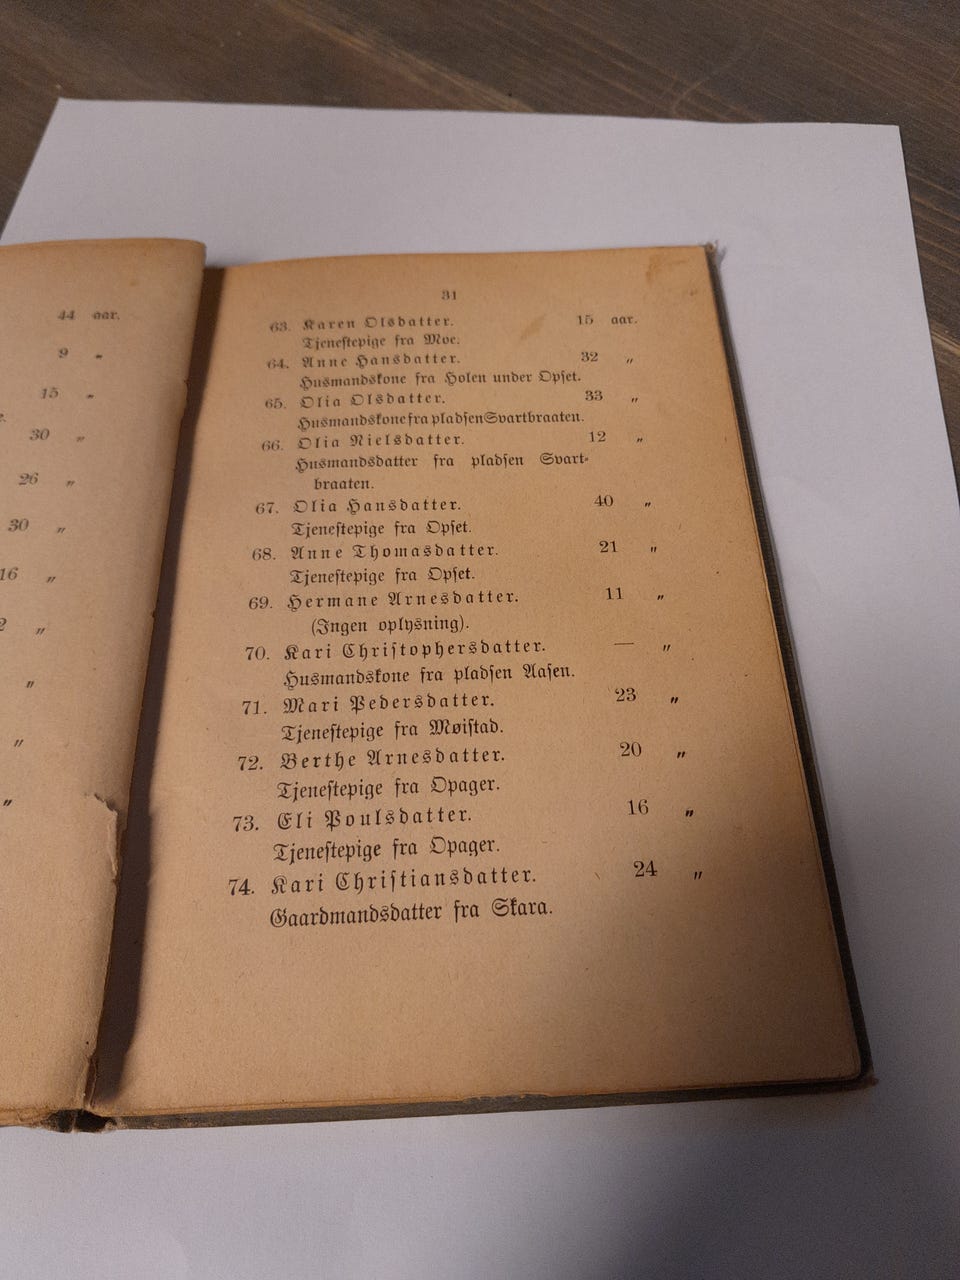 44 aar.
9 „
15 „
30 „
26 „
30 „
16 „
2 „
„
„
„
31
63. Karen Olsdatter. 15 aar.
Tjenestepige fra Moe.
64. Anne Hansdatter. 32 „
Husmandskone fra Holen under Opset.
65. Olia Olsdatter. 33 „
Husmandskone fra pladsen Svartbraaten.
66. Olia Nielsdatter. 12 „
Husmandsdatter fra pladsen Svart-
braaten.
67. Olia Hansdatter. 40 „
Tjenestepige fra Opset.
68. Anne Thomasdatter. 21 „
Tjenestepige fra Opset.
69. Hermane Arnesdatter. 11 „
(Ingen oplysning).
70. Kari Christophersdatter. — „
Husmandskone fra pladsen Aasen.
71. Mari Pedersdatter. 23 „
Tjenestepige fra Møistad.
72. Berthe Arnesdatter. 20 „
Tjenestepige fra Opager.
73. Eli Poulsdatter. 16 „
Tjenestepige fra Opager.
74. Kari Christiansdatter. 24 „
Gaardmandsdatter fra Skara.